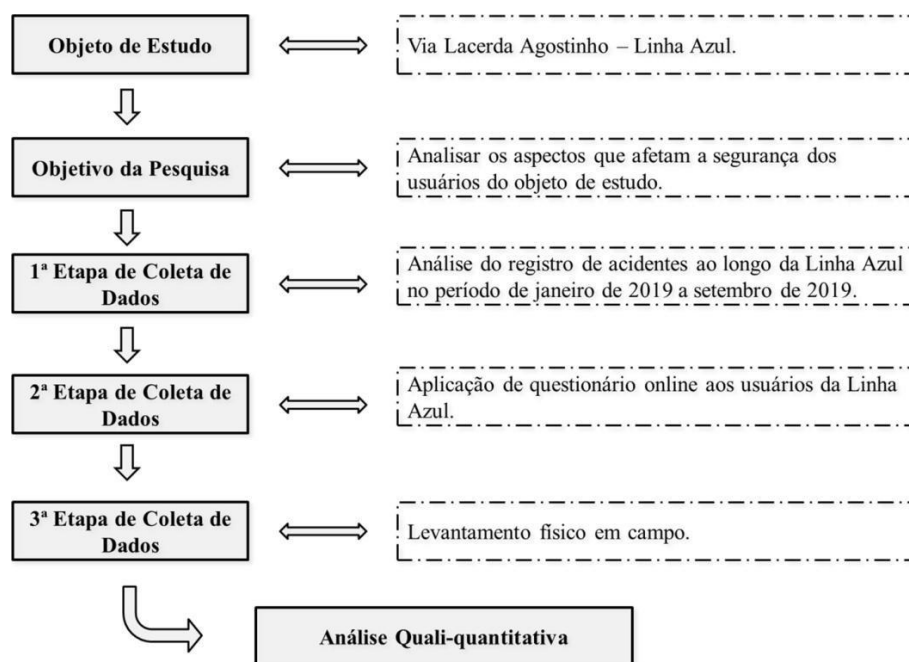 Objeto de Estudo
Via Lacerda Agostinho – Linha Azul.
Objetivo da Pesquisa
Analisar os aspectos que afetam a segurança dos
usuários do objeto de estudo.
1ª Etapa de Coleta de
Dados
Análise do registro de acidentes ao longo da Linha Azul
no período de janeiro de 2019 a setembro de 2019.
2ª Etapa de Coleta de
Dados
Aplicação de questionário online aos usuários da Linha
Azul.
3ª Etapa de Coleta de
Dados
Levantamento físico em campo.
Análise Quali-quantitativa